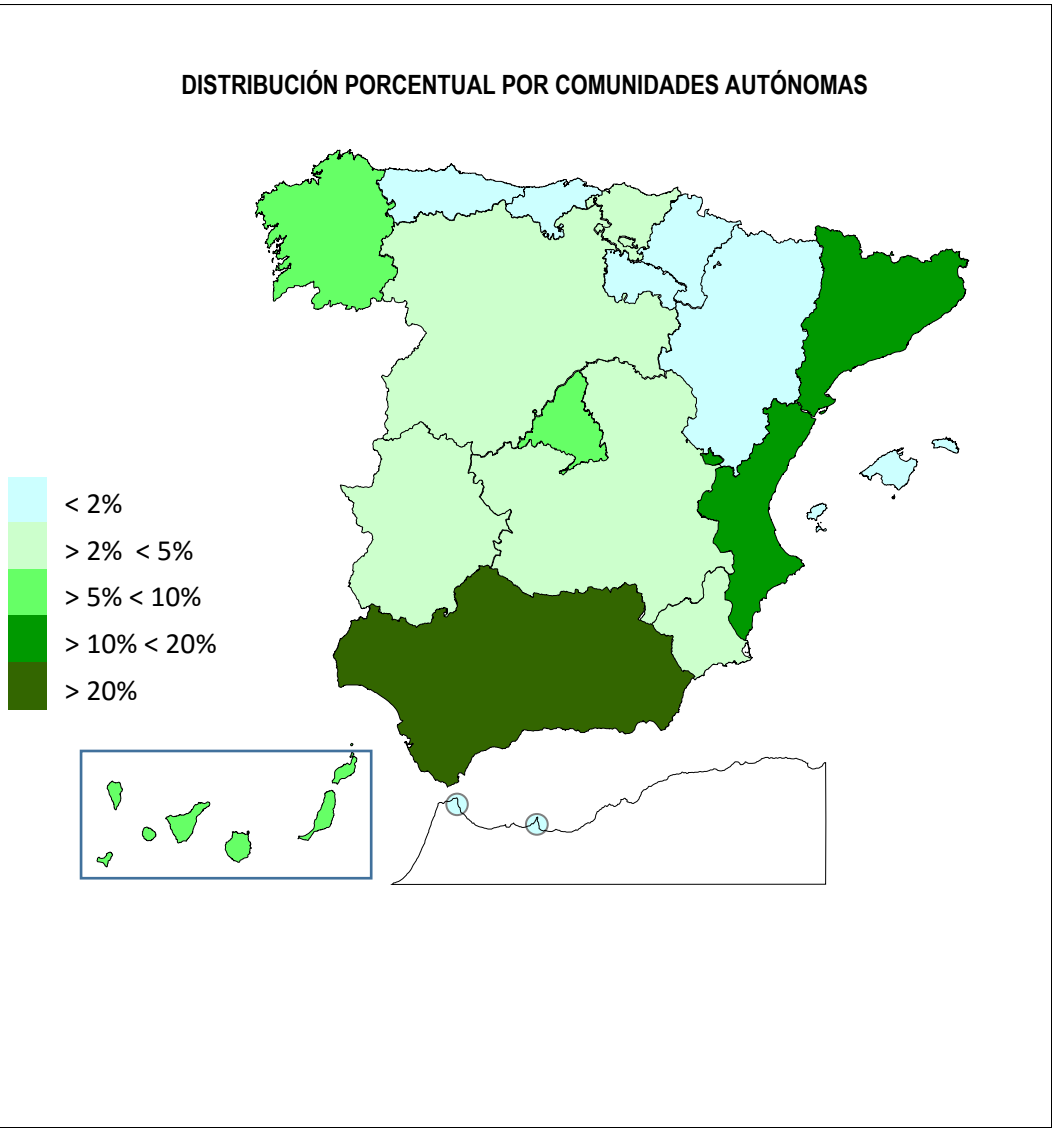 DISTRIBUCIÓN PORCENTUAL POR COMUNIDADES AUTÓNOMAS
< 2%
> 2% < 5%
> 5% < 10%
> 10% < 20%
> 20%